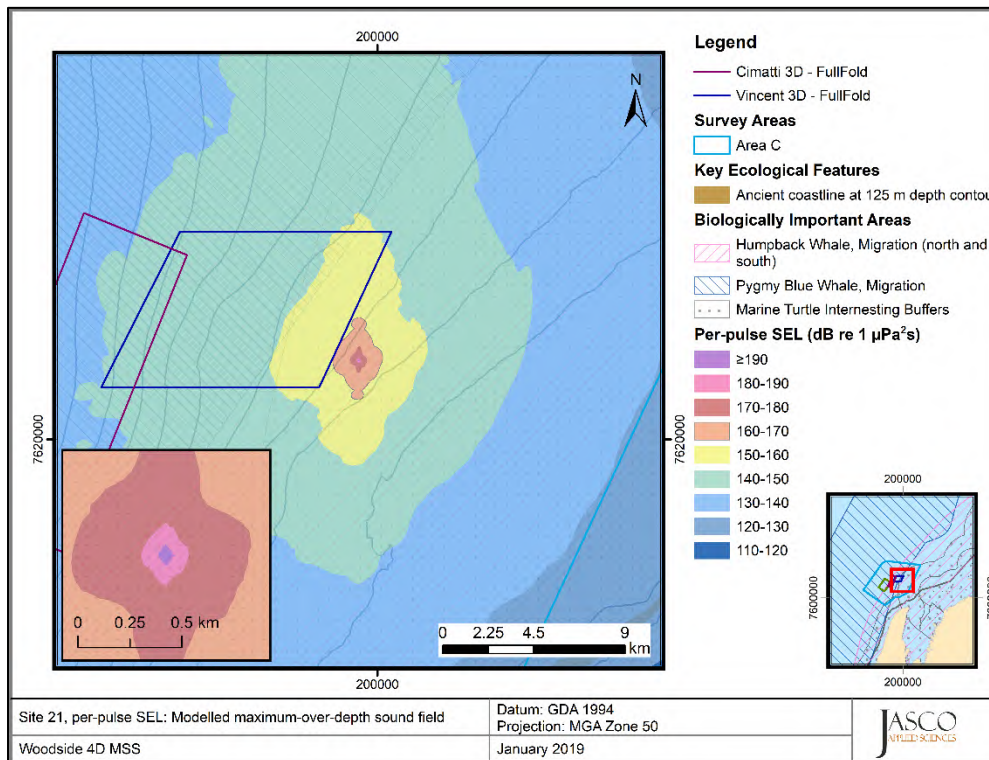 200000
N
7620000
7620000
0 0.25 0.5 km
0 2.25 4.5 9
km
200000
Legend
Cimatti 3D - FullFold
Vincent 3D - FullFold
Survey Areas
Area C
Key Ecological Features
Ancient coastline at 125 m depth contou
Biologically Important Areas
Humpback Whale, Migration (north and
south)
Pygmy Blue Whale, Migration
Marine Turtle Internesting Buffers
Per-pulse SEL (dB re 1 µPa²s)
≥190
180-190
170-180
160-170
150-160
140-150
130-140
120-130
110-120
200000
7600000
200000
Site 21, per-pulse SEL: Modelled maximum-over-depth sound field
Datum: GDA 1994
Projection: MGA Zone 50
Woodside 4D MSS
January 2019
JASCO
APPLIED SCIENCES